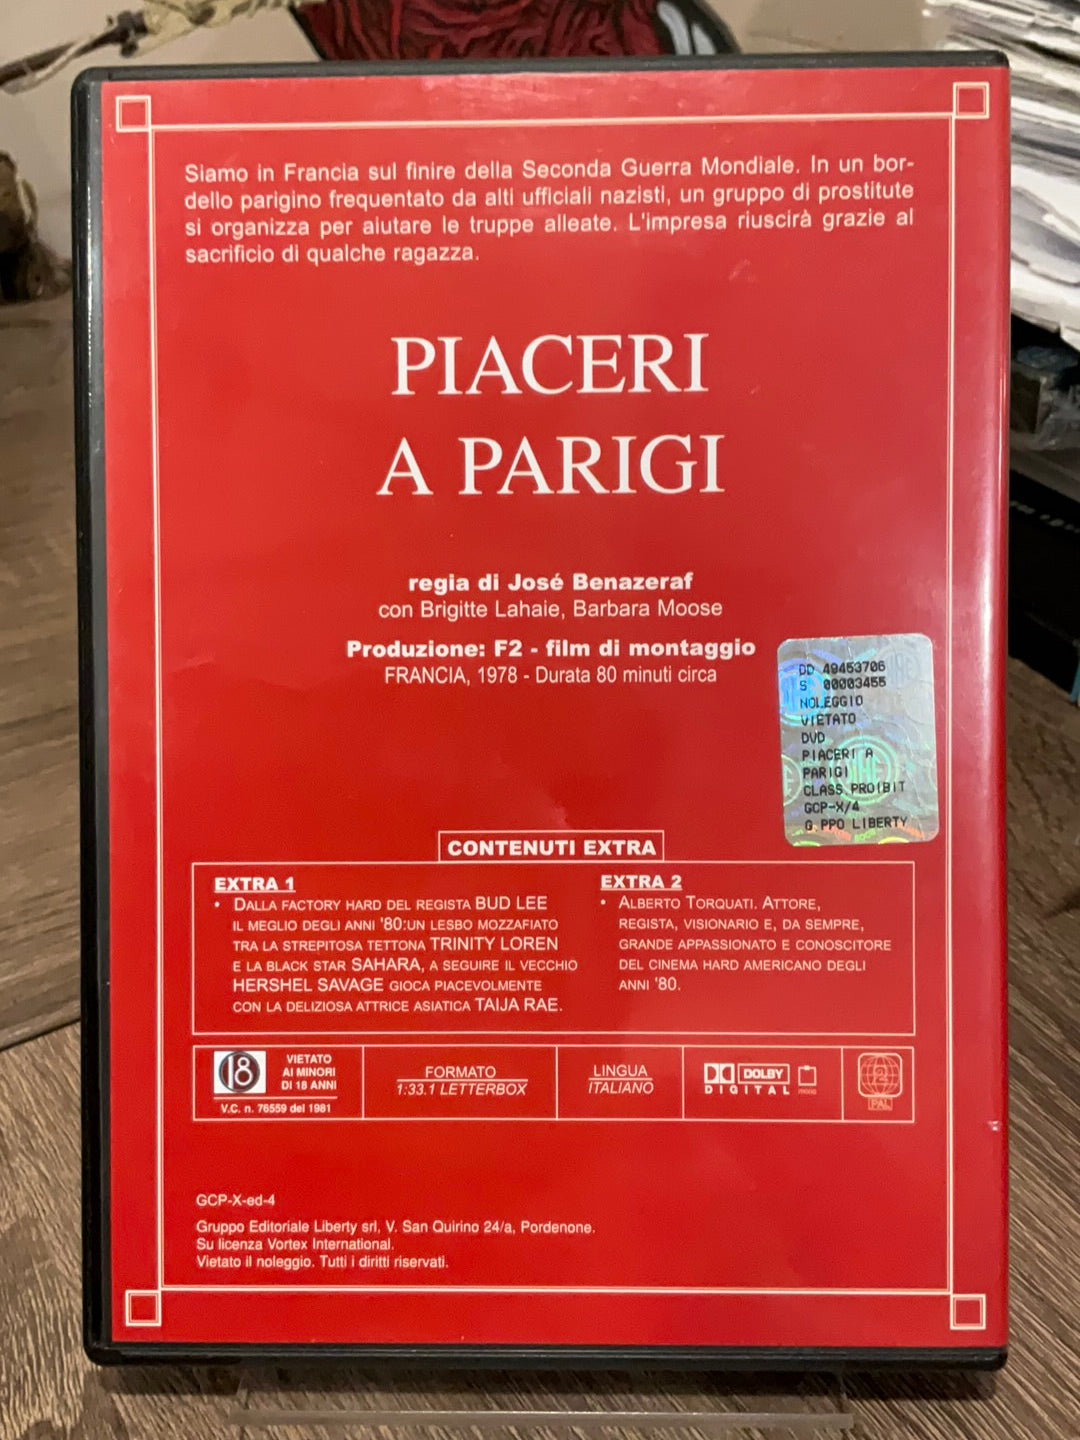 Siamo in Francia sul finire della Seconda Guerra Mondiale. In un bor-
dello parigino frequentato da alti ufficiali nazisti, un gruppo di prostitute
si organizza per aiutare le truppe alleate. L'impresa riuscirà grazie al
sacrificio di qualche ragazza.
PIACERI
A PARIGI
regia di José Benazeraf
con Brigitte Lahaie, Barbara Moose
Produzione: F2 - film di montaggio
FRANCIA, 1978 - Durata 80 minuti circa
DD 49453706
S 00003455
NOLEGGIO
VIETATO
DVD
PIACERI A
PARIGI
CLASS.PROIBIT
GCP-X/4
G.PPO LIBERTY
CONTENUTI EXTRA
EXTRA 1
• DALLA FACTORY HARD DEL REGISTA BUD LEE
IL MEGLIO DEGLI ANNI '80:UN LESBO MOZZAFIATO
TRA LA STREPITOSA TETTONA TRINITY LOREN
E LA BLACK STAR SAHARA, A SEGUIRE IL VECCHIO
HERSHEL SAVAGE GIOCA PIACEVOLMENTE
CON LA DELIZIOSA ATTRICE ASIATICA TAIJA RAE.
EXTRA 2
• ALBERTO TORQUATI. ATTORE,
REGISTA, VISIONARIO E, DA SEMPRE,
GRANDE APPASSIONATO E CONOSCITORE
DEL CINEMA HARD AMERICANO DEGLI
ANNI '80.
18
VIETATO
AI MINORI
DI 18 ANNI
V.C. n. 76559 del 1981
FORMATO
1:33.1 LETTERBOX
LINGUA
ITALIANO
DOLBY
DIGITAL
mono
2
PAL
GCP-X-ed-4
Gruppo Editoriale Liberty srl, V. San Quirino 24/a, Pordenone.
Su licenza Vortex International.
Vietato il noleggio. Tutti i diritti riservati.